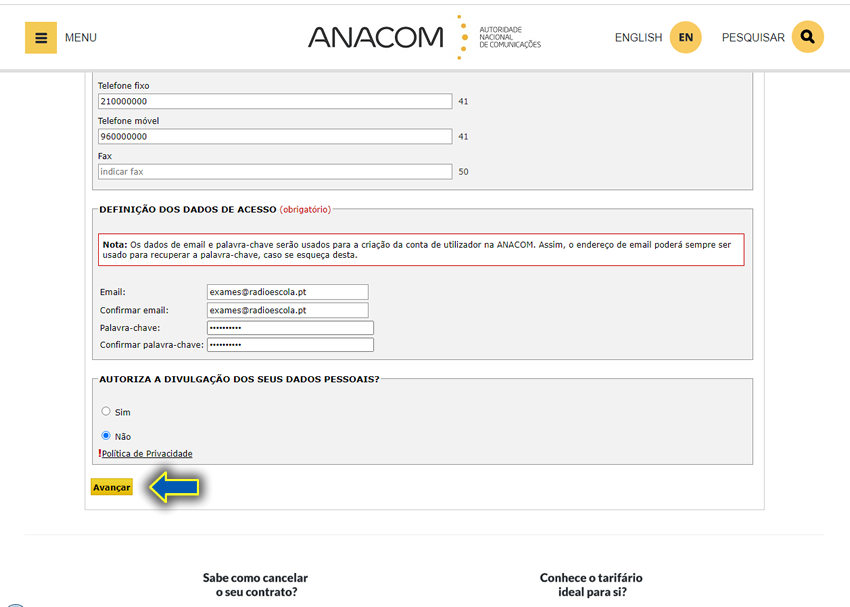 MENU
ANACOM
AUTORIDADE
NACIONAL
DE COMUNICAÇÕES
ENGLISH EN
PESQUISAR
Telefone fixo
210000000 41
Telefone móvel
960000000 41
Fax
indicar fax 50
DEFINIÇÃO DOS DADOS DE ACESSO (obrigatório)
Nota: Os dados de email e palavra-chave serão usados para a criação da conta de utilizador na ANACOM. Assim, o endereço de email poderá sempre ser
usado para recuperar a palavra-chave, caso se esqueça desta.
Email: exames@radioescola.pt
Confirmar email: exames@radioescola.pt
Palavra-chave: ••••••••••
Confirmar palavra-chave: ••••••••••
AUTORIZA A DIVULGAÇÃO DOS SEUS DADOS PESSOAIS?
Sim
Não
!Política de Privacidade
Avançar
Sabe como cancelar
o seu contrato?
Conhece o tarifário
ideal para si?